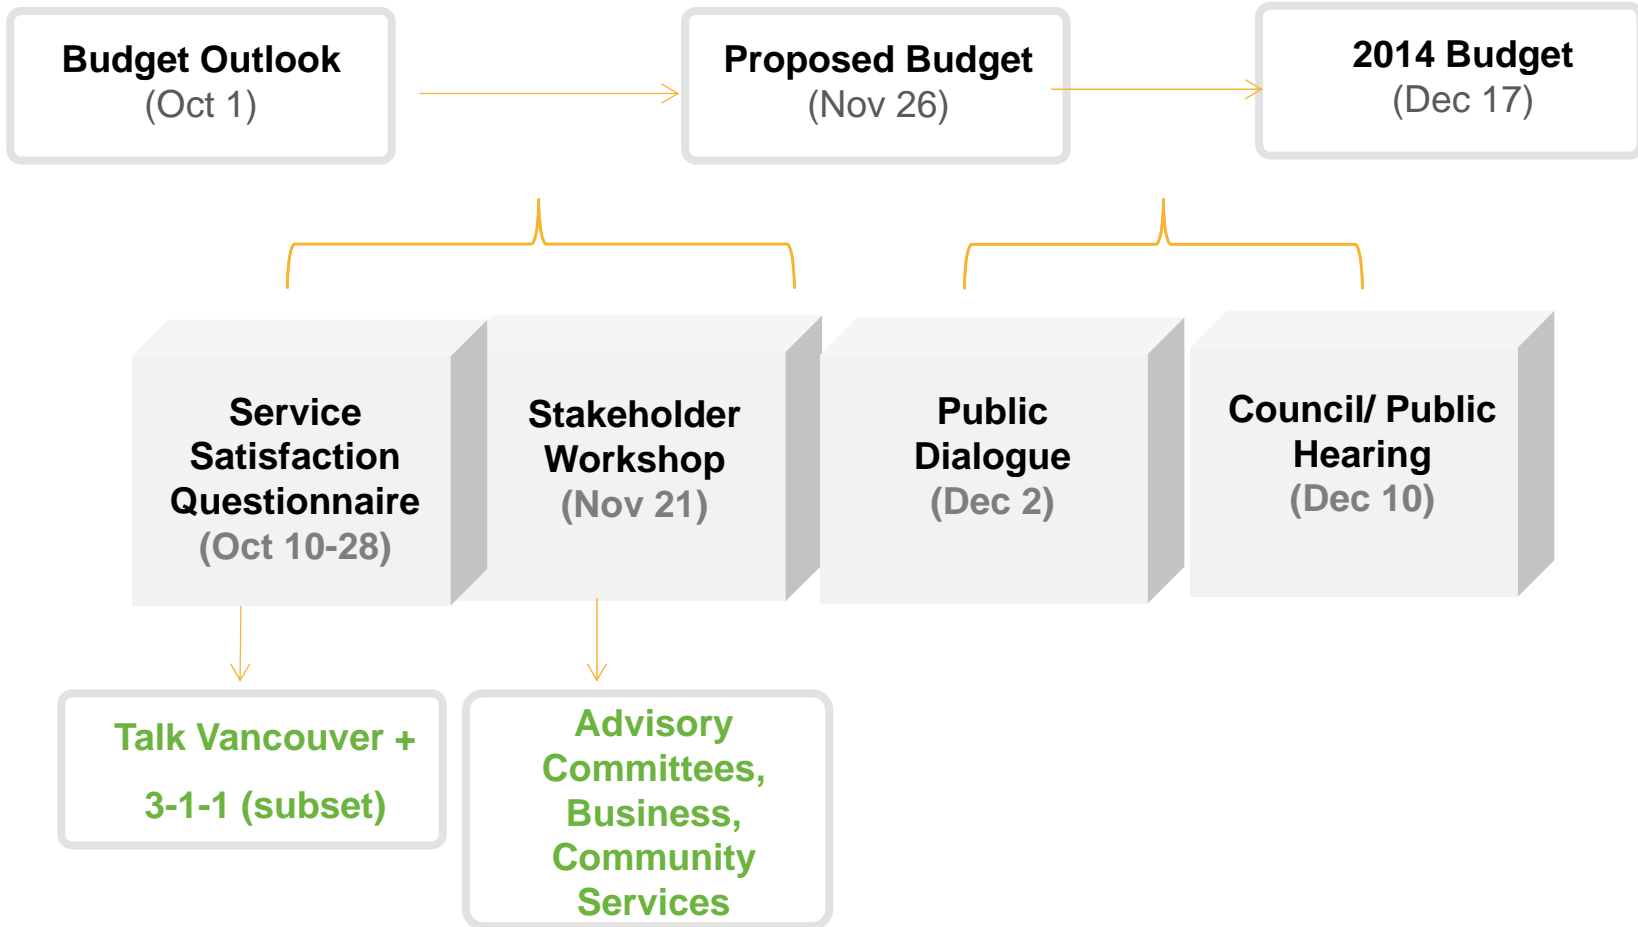 Budget Outlook
(Oct 1)
Proposed Budget
(Nov 26)
2014 Budget
(Dec 17)
Service
Satisfaction
Questionnaire
(Oct 10-28)
Stakeholder
Workshop
(Nov 21)
Public
Dialogue
(Dec 2)
Council/ Public
Hearing
(Dec 10)
Talk Vancouver +
3-1-1 (subset)
Advisory
Committees,
Business,
Community
Services